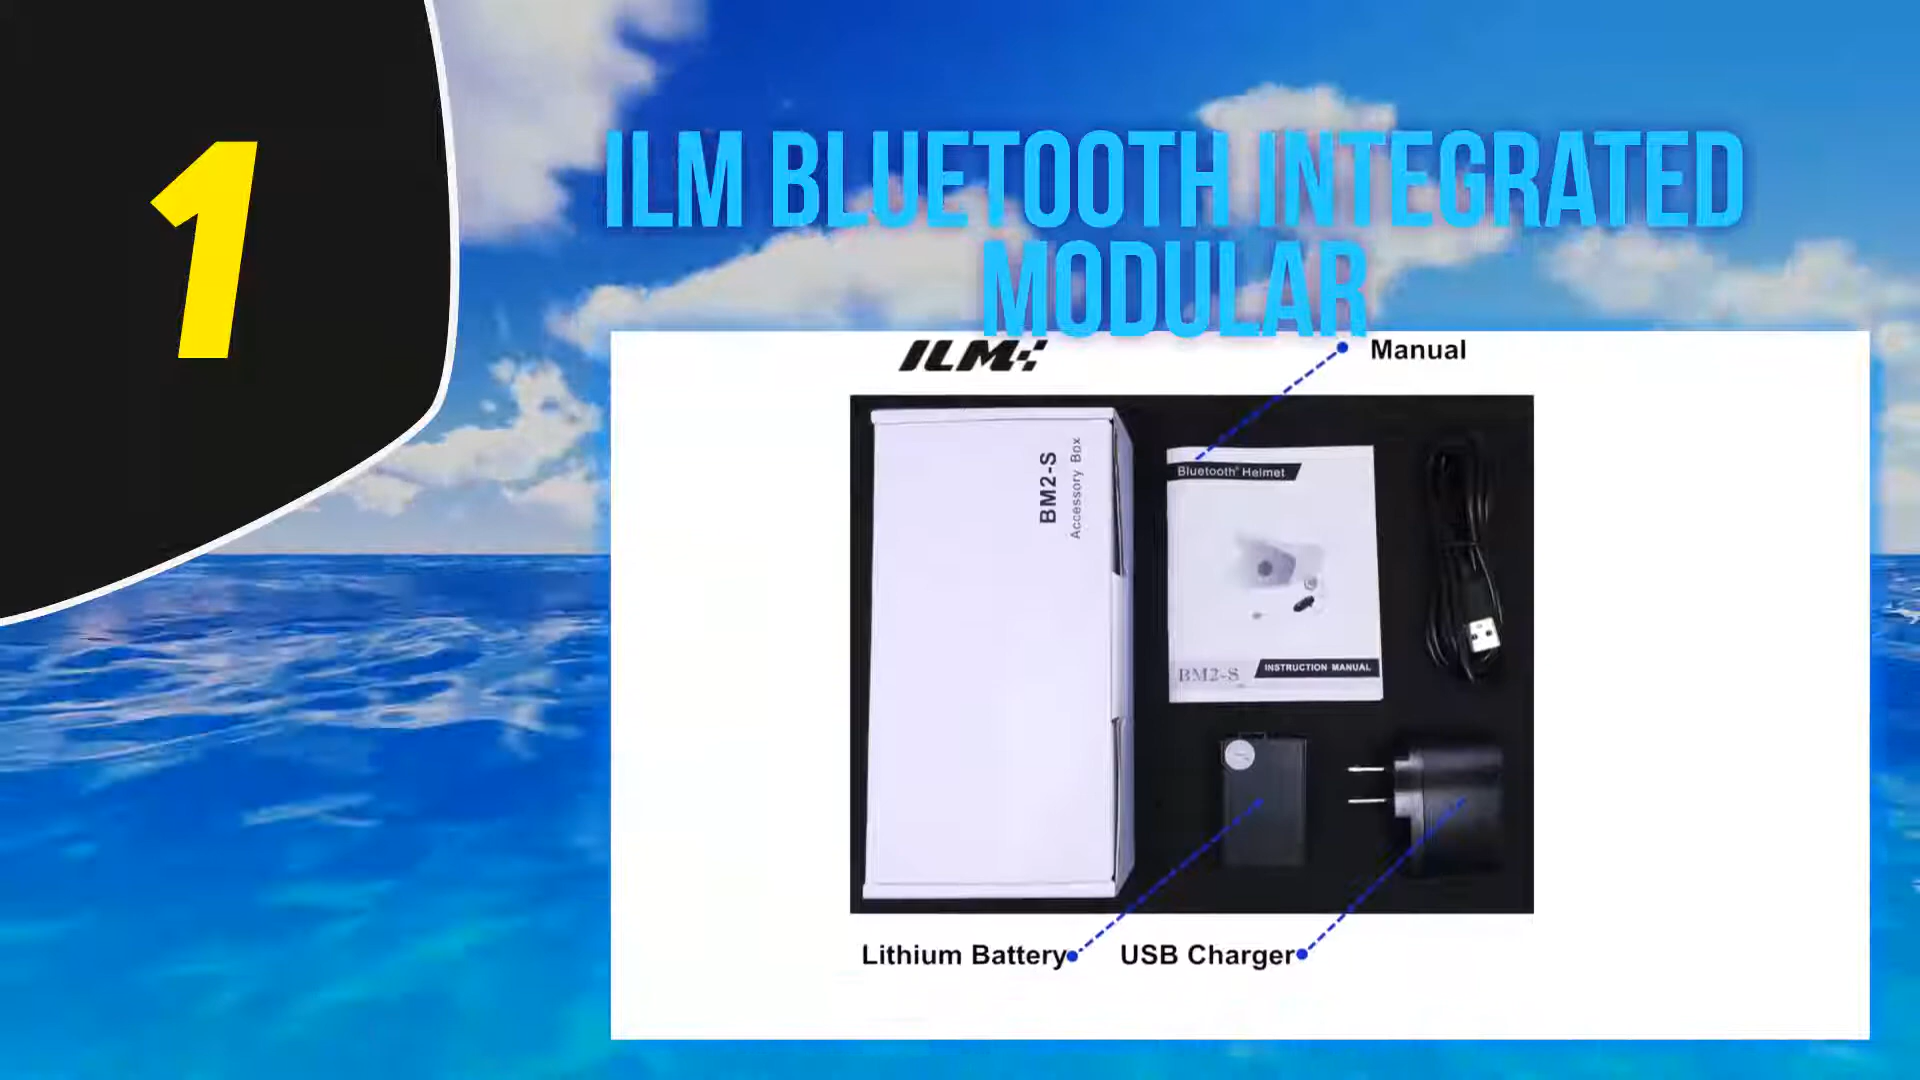 1
ILM BLUETOOTH INTEGRATED
MODULAR
ILM
Manual
BM2-S
Accessory Box
Bluetooth® Helmet
BM2-S
INSTRUCTION MANUAL
Lithium Battery
USB Charger